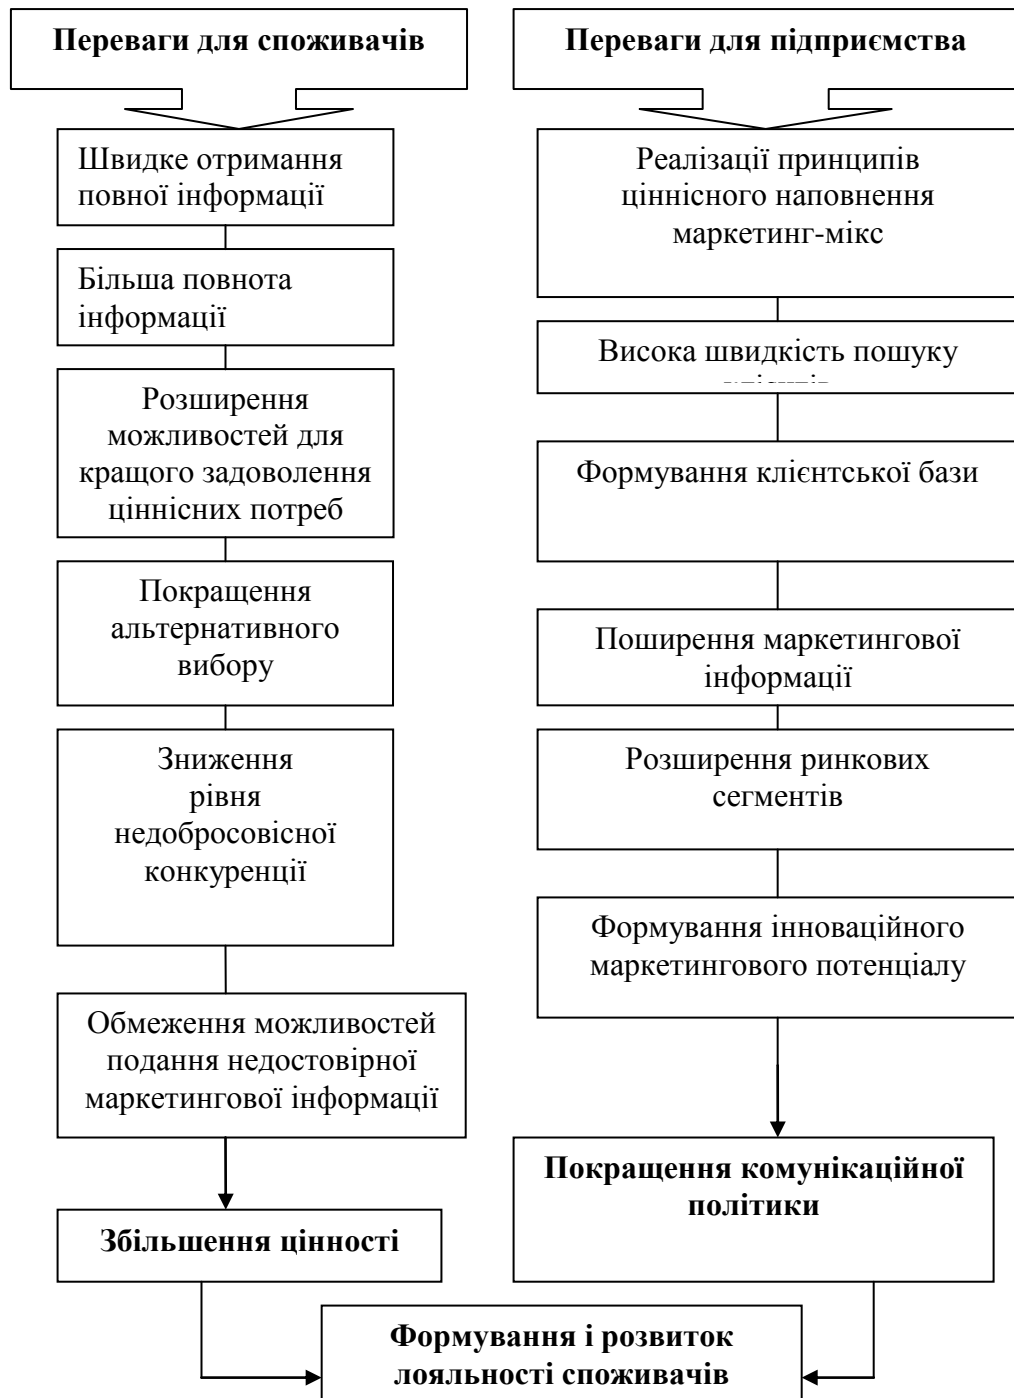 Переваги для споживачів
Швидке отримання
повної інформації
Більша повнота
інформації
Розширення
можливостей для
кращого задоволення
ціннісних потреб
Покращення
альтернативного
вибору
Зниження
рівня
недобросовісної
конкуренції
Обмеження можливостей
подання недостовірної
маркетингової інформації
Збільшення цінності
Переваги для підприємства
Реалізації принципів
ціннісного наповнення
маркетинг-мікс
Висока швидкість пошуку
Формування клієнтської бази
Поширення маркетингової
інформації
Розширення ринкових
сегментів
Формування інноваційного
маркетингового потенціалу
Покращення комунікаційної
політики
Формування і розвиток
лояльності споживачів